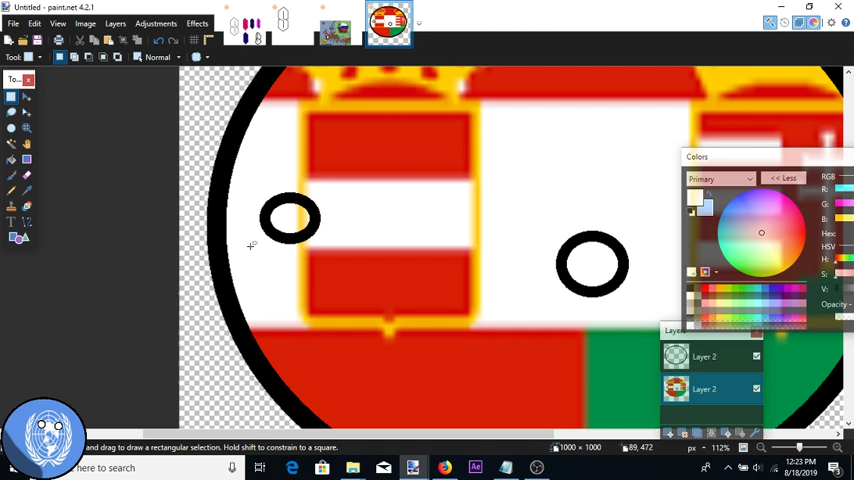 Untitled - paint.net 4.2.1
File Edit View Image Layers Adjustments Effects
Tool: Normal
To...
Colors
Primary << Less
RGB
R:
G:
B:
Hex:
HSV
H:
S:
V:
Opacity -
Layers
Layer 2
Layer 2
and drag to draw a rectangular selection. Hold shift to constrain to a square.
1000 × 1000
89, 472
px
112%
here to search
Ae
12:23 PM
8/18/2019